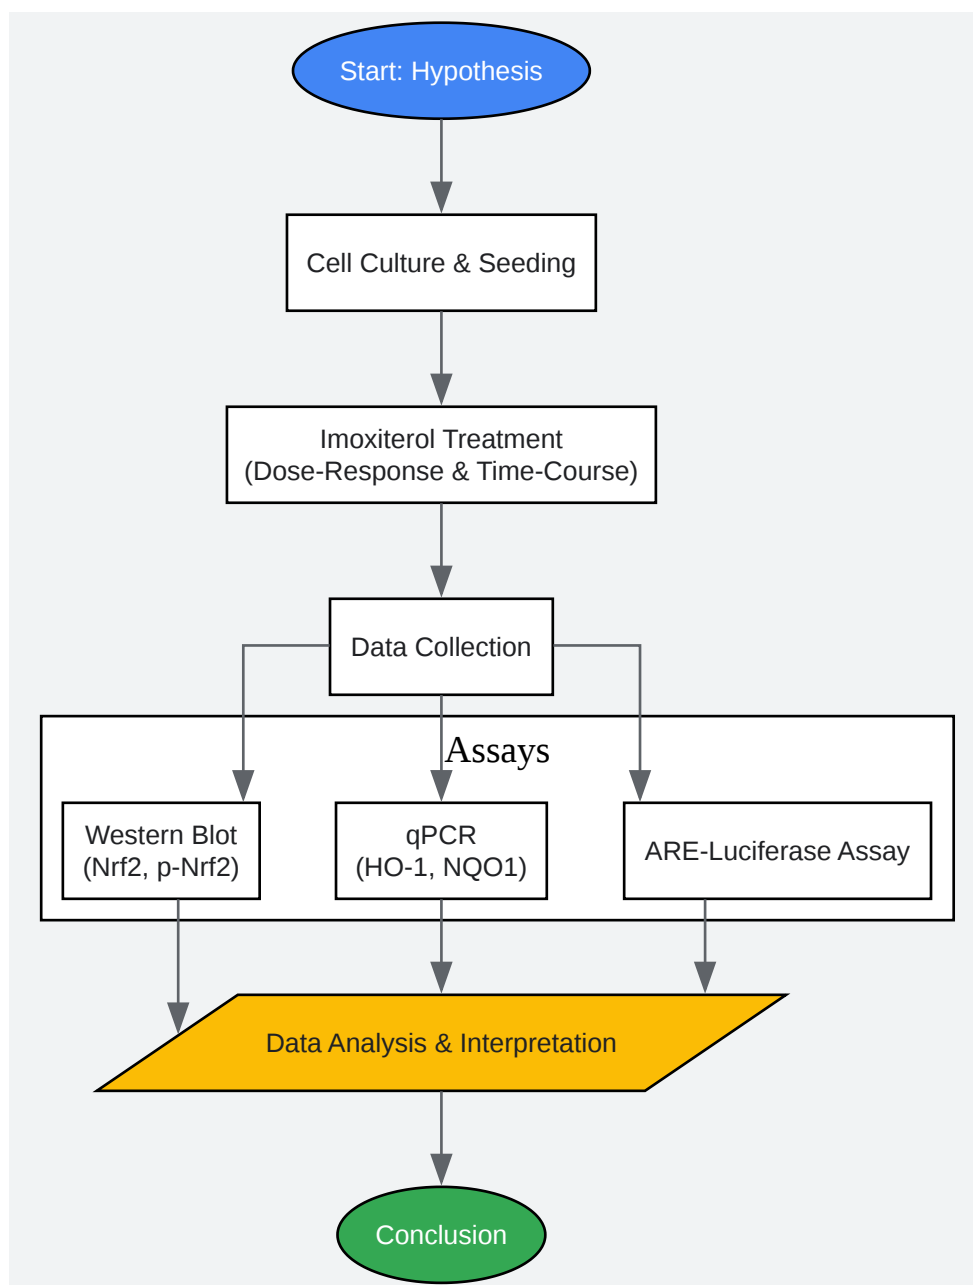 Start: Hypothesis
Cell Culture & Seeding
Imoxiterol Treatment
(Dose-Response & Time-Course)
Data Collection
Assays
Western Blot
(Nrf2, p-Nrf2)
qPCR
(HO-1, NQO1)
ARE-Luciferase Assay
Data Analysis & Interpretation
Conclusion